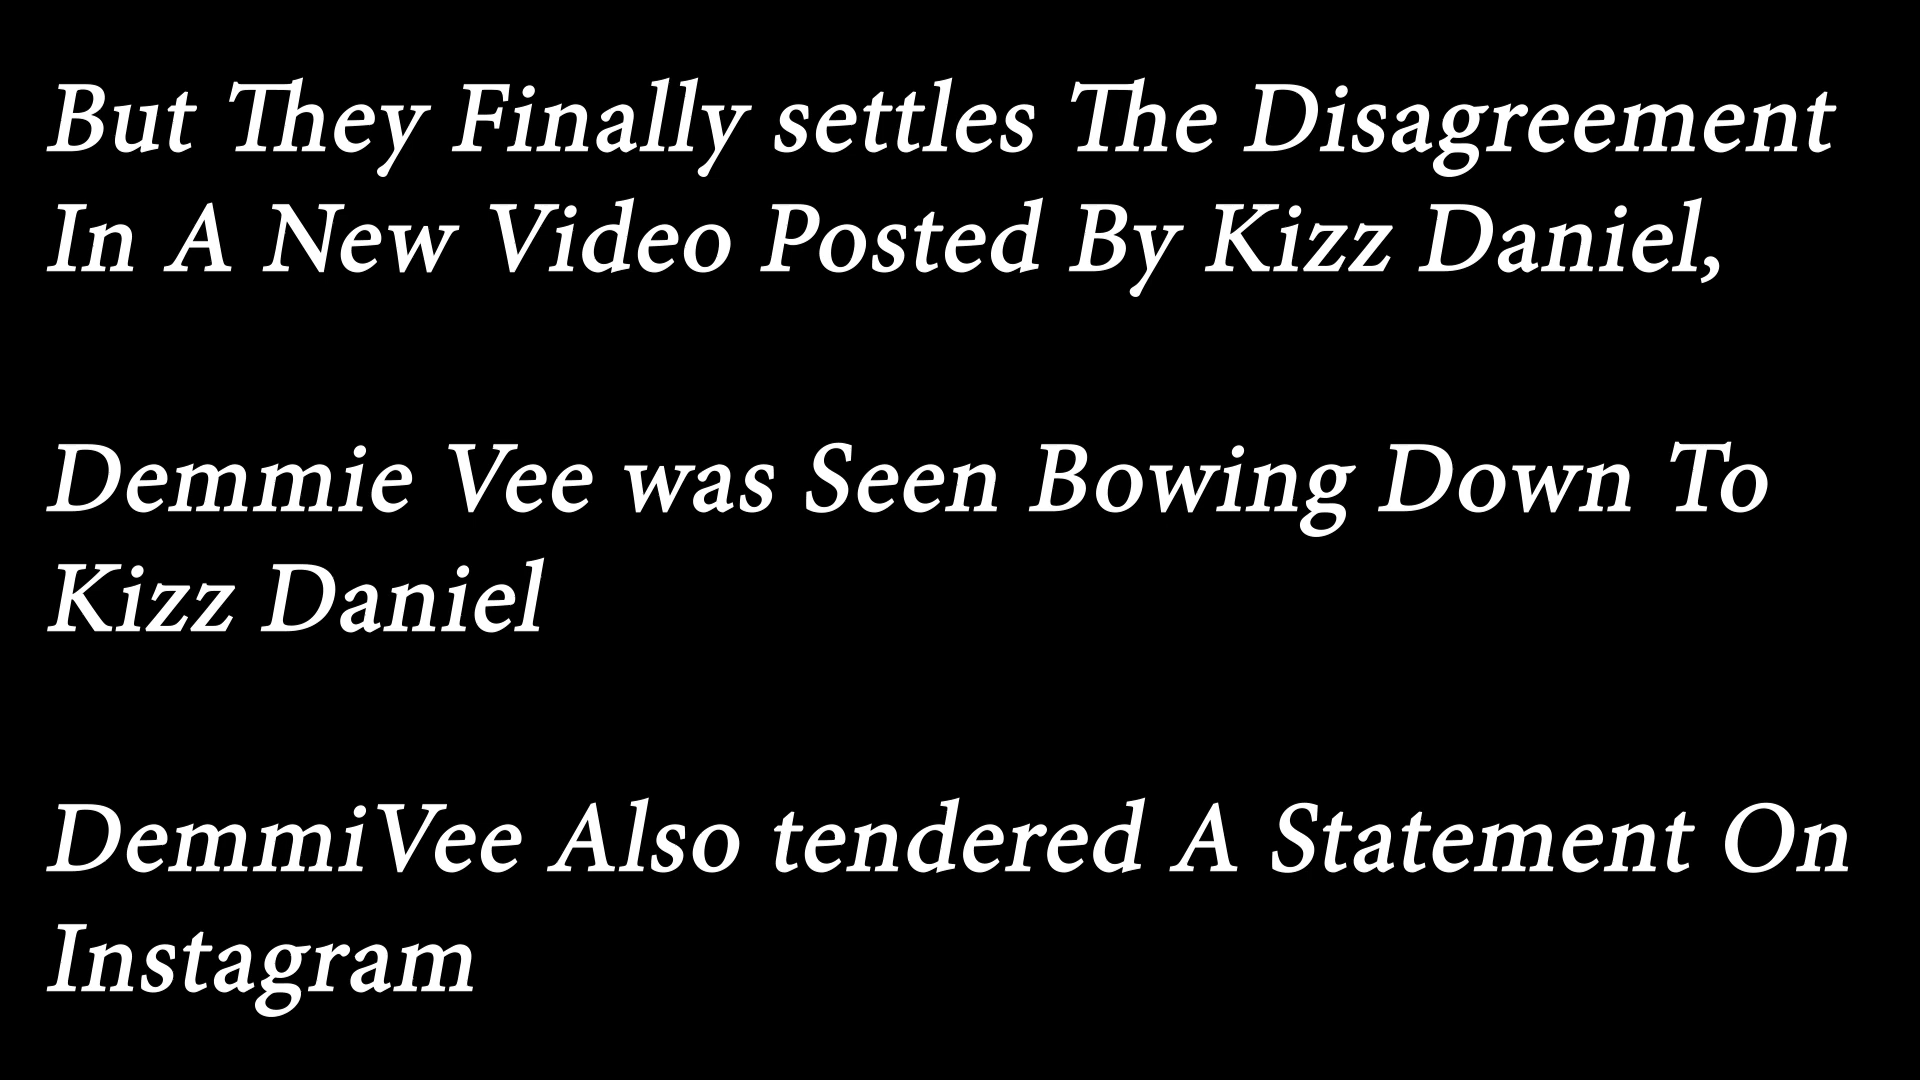 But They Finally settles The Disagreement
In A New Video Posted By Kizz Daniel,
Demmie Vee was Seen Bowing Down To
Kizz Daniel
DemmiVee Also tendered A Statement On
Instagram